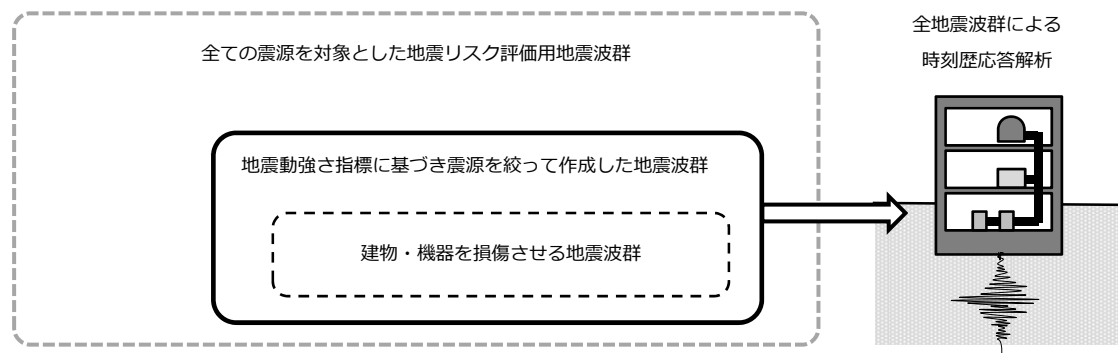 全ての震源を対象とした地震リスク評価用地震波群
全地震波群による
時刻歴応答解析
地震動強さ指標に基づき震源を絞って作成した地震波群
建物・機器を損傷させる地震波群